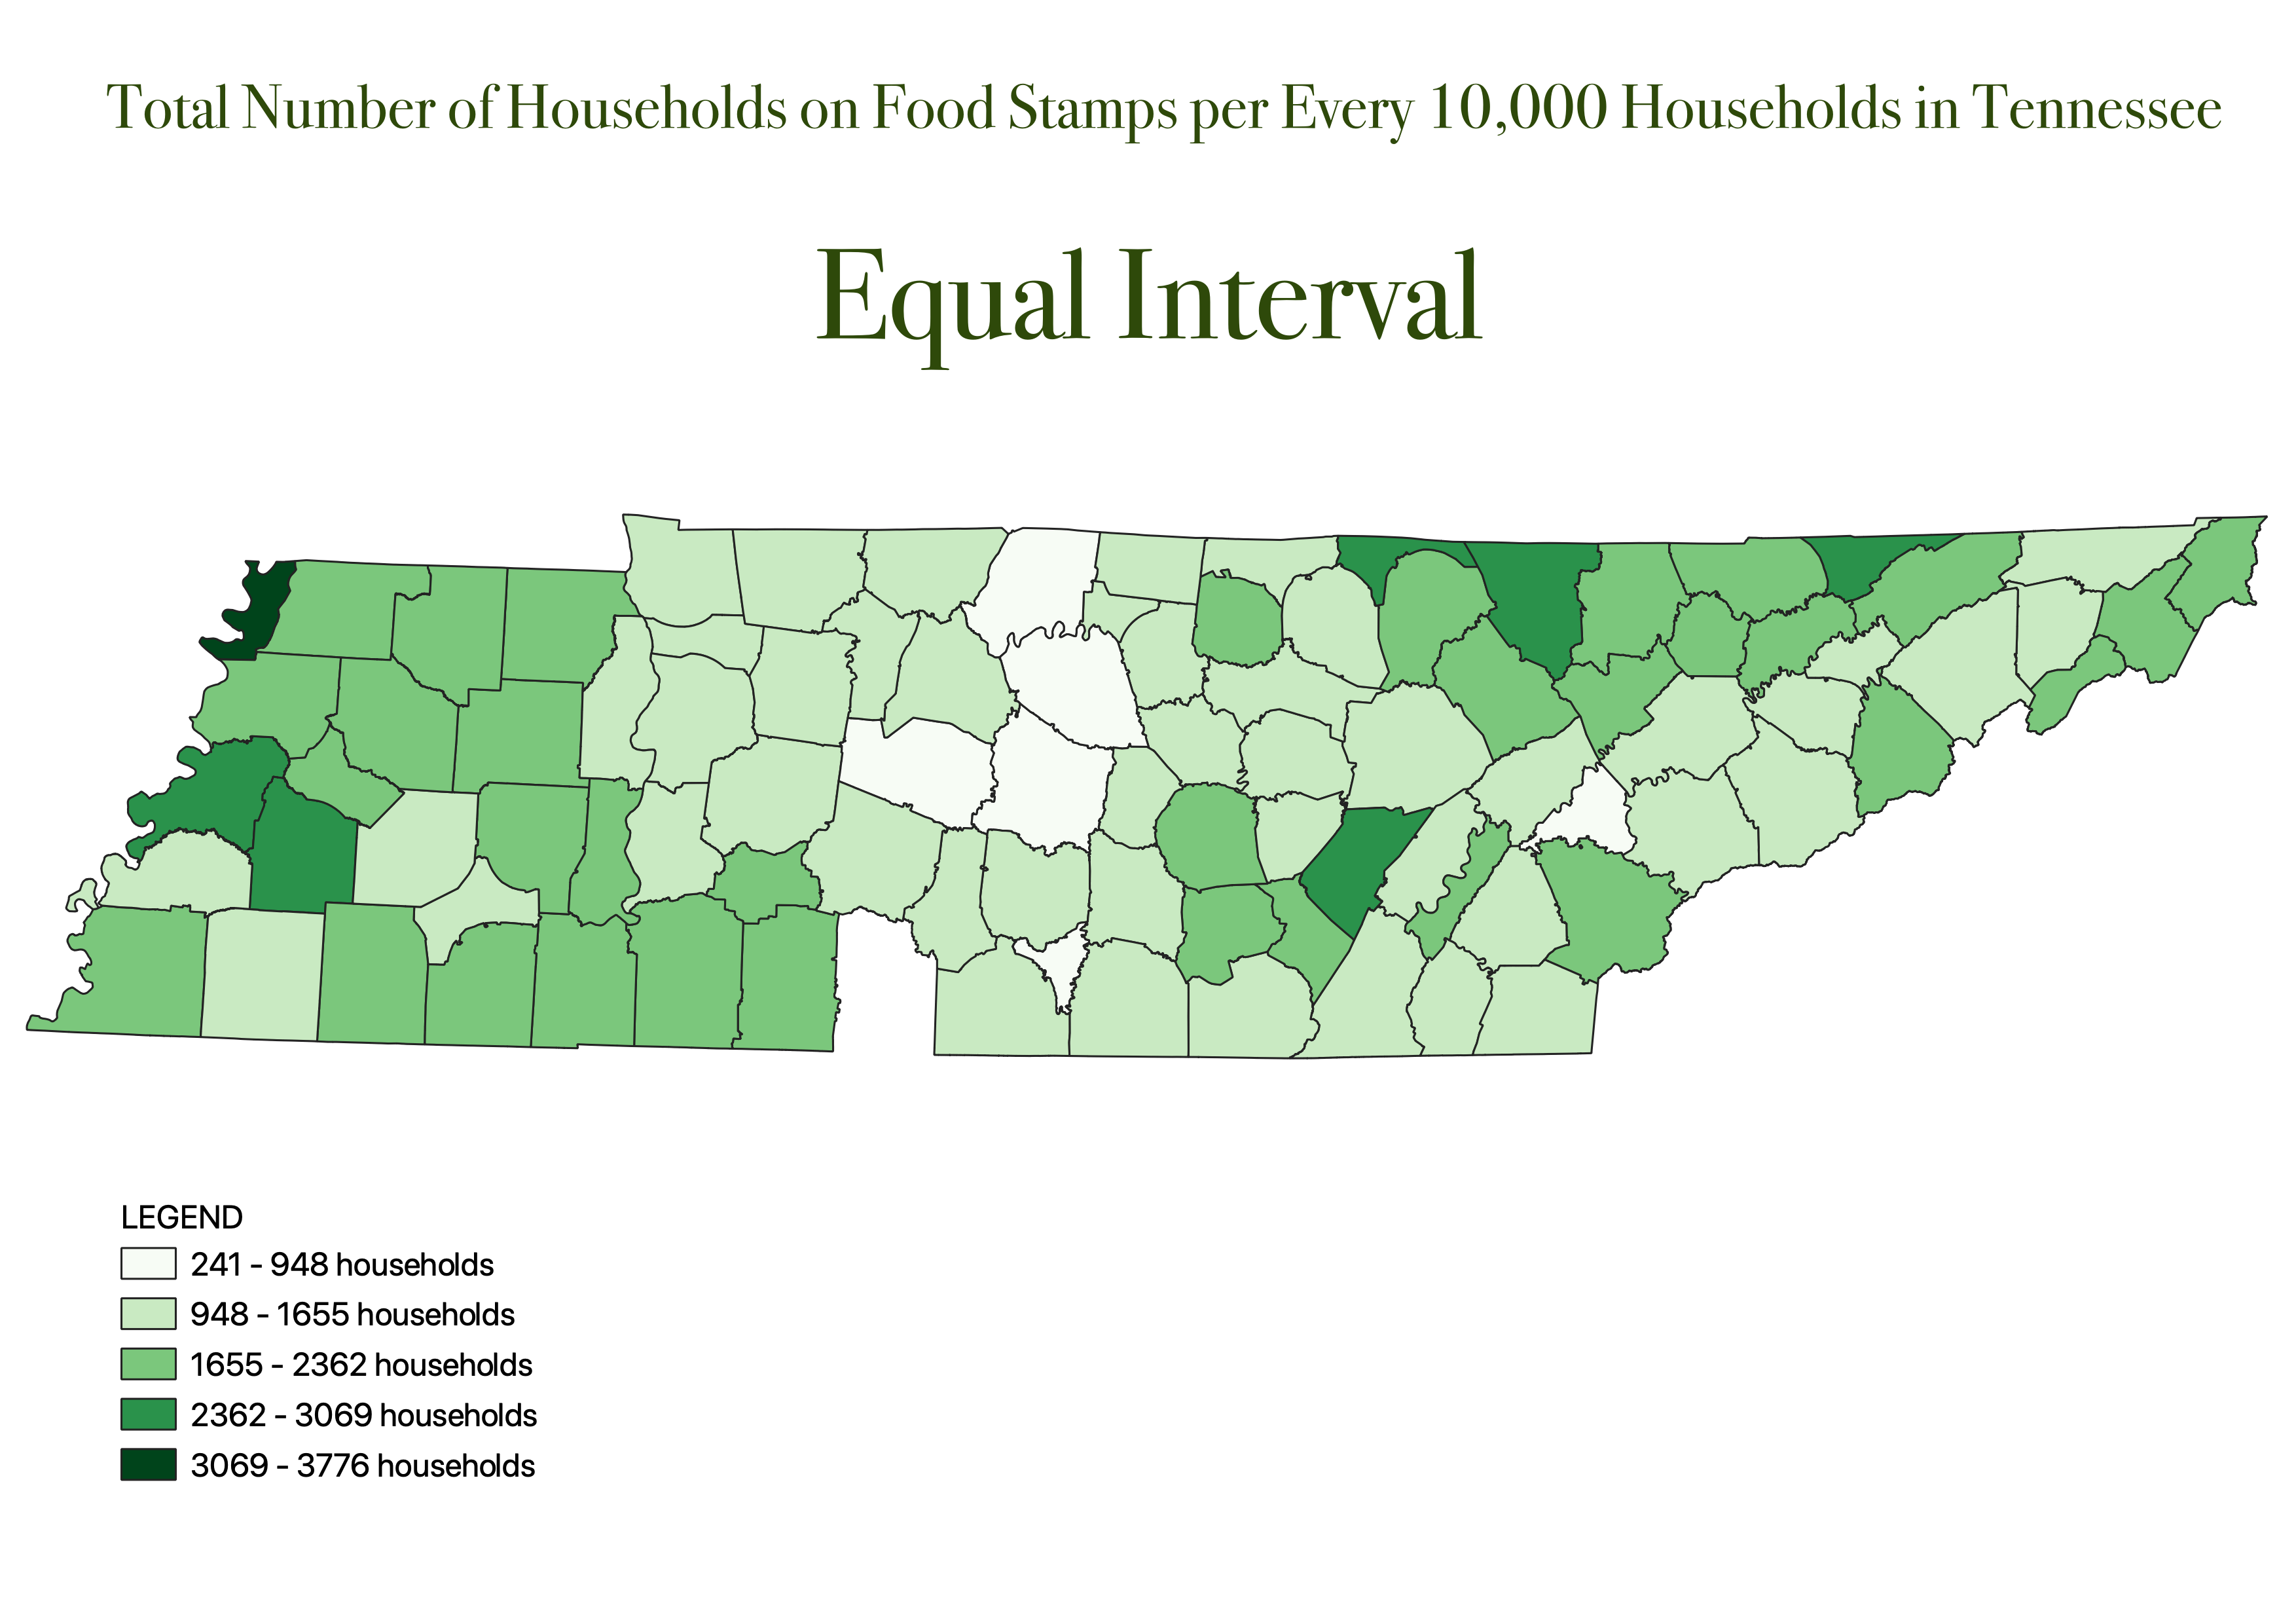 Total Number of Households on Food Stamps per Every 10,000 Households in Tennessee
Equal Interval
LEGEND
241 - 948 households
948 - 1655 households
1655 - 2362 households
2362 - 3069 households
3069 - 3776 households